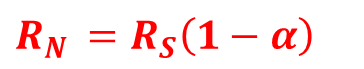 R_N = R_S(1 − α)